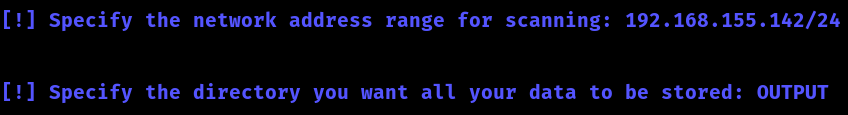 [!] Specify the network address range for scanning: 192.168.155.142/24
[!] Specify the directory you want all your data to be stored: OUTPUT